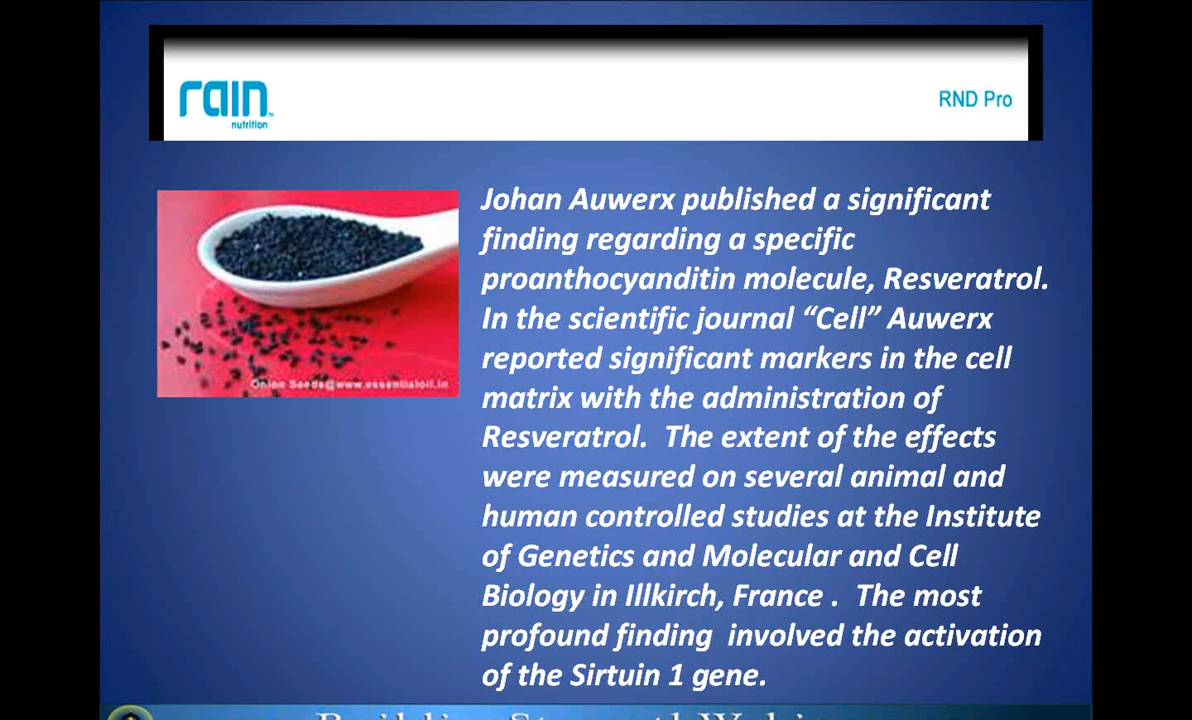 rain
nutrition
RND Pro
Johan Auwerx published a significant
finding regarding a specific
proanthocyanditin molecule, Resveratrol.
In the scientific journal “Cell” Auwerx
reported significant markers in the cell
matrix with the administration of
Resveratrol. The extent of the effects
were measured on several animal and
human controlled studies at the Institute
of Genetics and Molecular and Cell
Biology in Illkirch, France . The most
profound finding involved the activation
of the Sirtuin 1 gene.
Onion Seeds@www.essentialoil.in